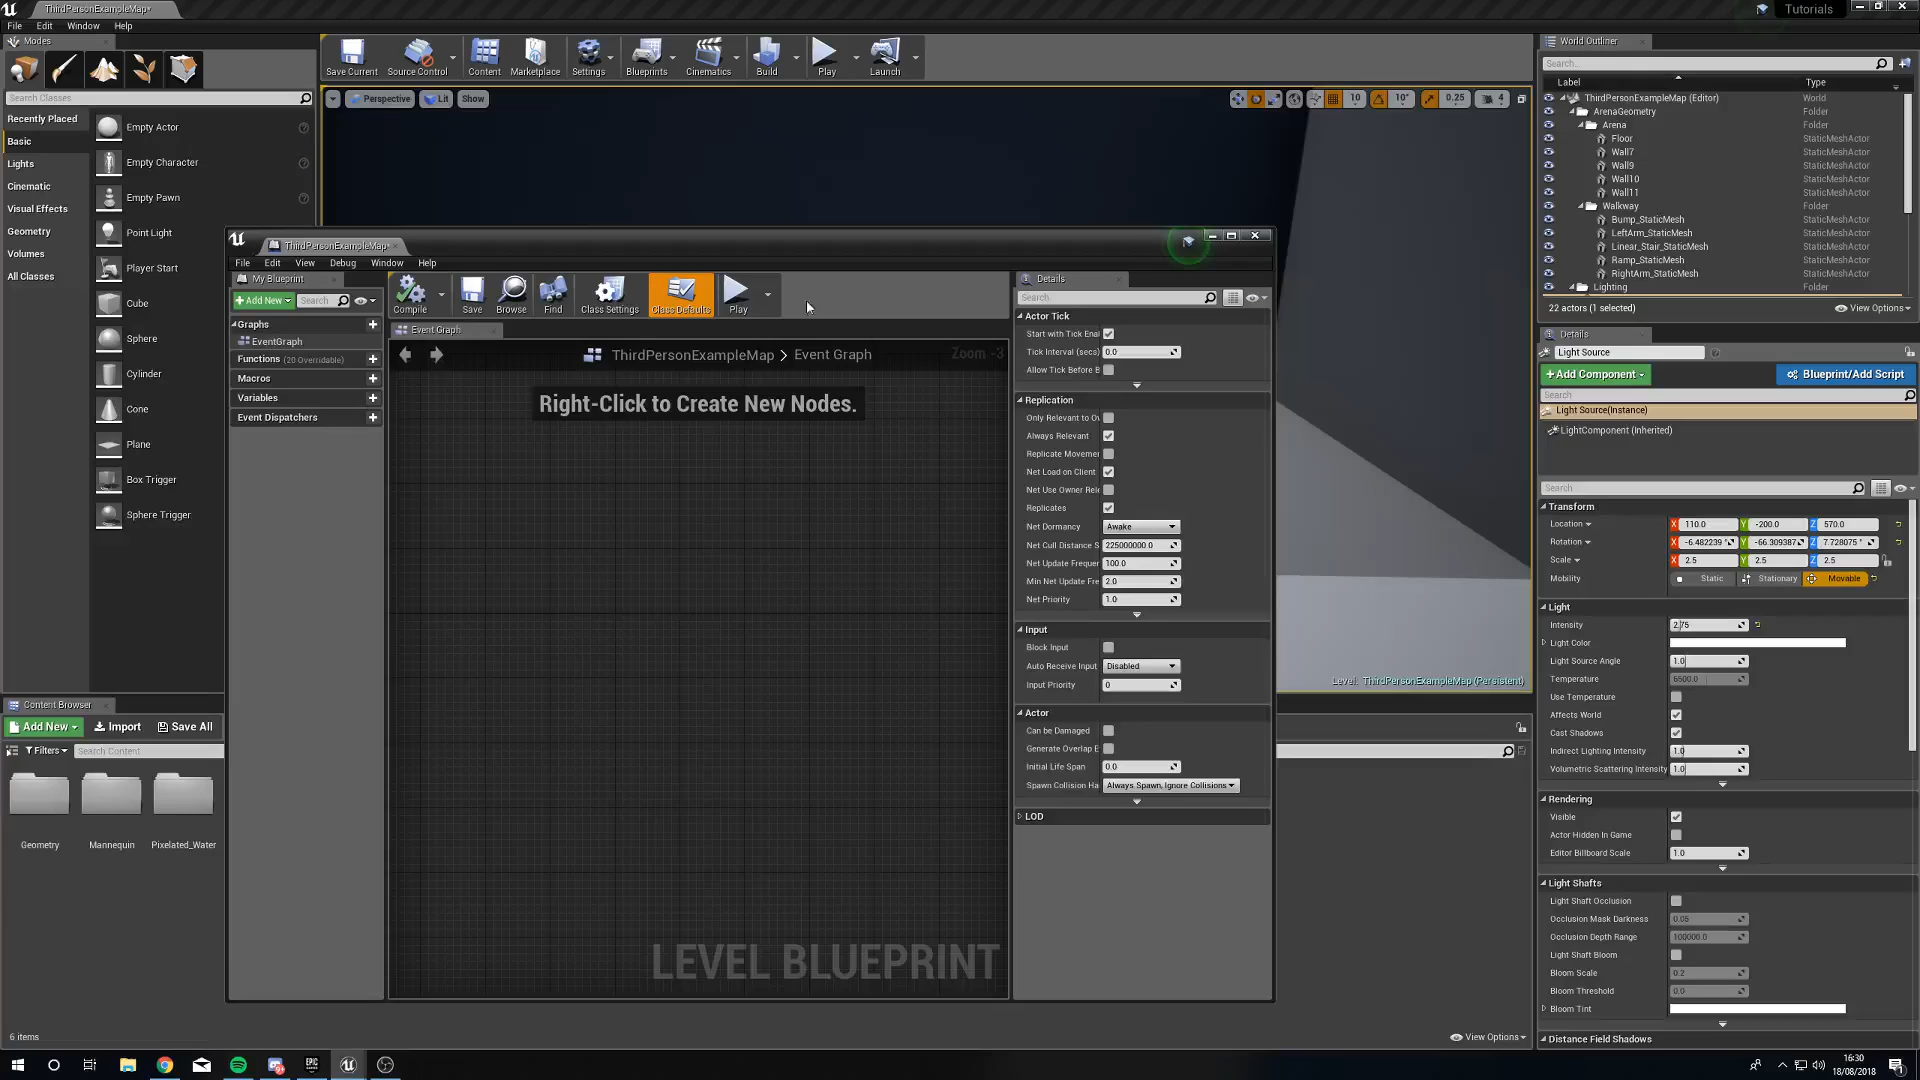 ThirdPersonExampleMap*
Tutorials
File Edit Window Help
Modes
Save Current Source Control Content Marketplace Settings Blueprints Cinematics Build Play Launch
Search Classes
Recently Placed
Basic
Lights
Cinematic
Visual Effects
Geometry
Volumes
All Classes
Empty Actor
Empty Character
Empty Pawn
Point Light
Player Start
Cube
Sphere
Cylinder
Cone
Plane
Box Trigger
Sphere Trigger
Perspective Lit Show
10 10° 0.25 4
Level: ThirdPersonExampleMap (Persistent)
ThirdPersonExampleMap*
File Edit View Debug Window Help
My Blueprint
+Add New Search
Graphs
EventGraph
Functions (20 Overridable)
Macros
Variables
Event Dispatchers
Compile Save Browse Find Class Settings Class Defaults Play
Event Graph
ThirdPersonExampleMap > Event Graph
Zoom -3
Right-Click to Create New Nodes.
LEVEL BLUEPRINT
Details
Search
Actor Tick
Start with Tick Enal
Tick Interval (secs) 0.0
Allow Tick Before B
Replication
Only Relevant to Ov
Always Relevant
Replicate Movemen
Net Load on Client
Net Use Owner Rele
Replicates
Net Dormancy Awake
Net Cull Distance S 225000000.0
Net Update Frequer 100.0
Min Net Update Fre 2.0
Net Priority 1.0
Input
Block Input
Auto Receive Input Disabled
Input Priority 0
Actor
Can be Damaged
Generate Overlap E
Initial Life Span 0.0
Spawn Collision Ha Always Spawn, Ignore Collisions
LOD
World Outliner
Search...
Label Type
ThirdPersonExampleMap (Editor) World
ArenaGeometry Folder
Arena Folder
Floor StaticMeshActor
Wall7 StaticMeshActor
Wall9 StaticMeshActor
Wall10 StaticMeshActor
Wall11 StaticMeshActor
Walkway Folder
Bump_StaticMesh StaticMeshActor
LeftArm_StaticMesh StaticMeshActor
Linear_Stair_StaticMesh StaticMeshActor
Ramp_StaticMesh StaticMeshActor
RightArm_StaticMesh StaticMeshActor
Lighting Folder
22 actors (1 selected) View Options
Details
Light Source
+Add Component Blueprint/Add Script
Search
Light Source(Instance)
LightComponent (Inherited)
Search
Transform
Location X 110.0 Y -200.0 Z 570.0
Rotation X -6.482239 ° Y -66.309387 Z 7.728075 °
Scale X 2.5 Y 2.5 Z 2.5
Mobility Static Stationary Movable
Light
Intensity 2.75
Light Color
Light Source Angle 1.0
Temperature 6500.0
Use Temperature
Affects World
Cast Shadows
Indirect Lighting Intensity 1.0
Volumetric Scattering Intensity 1.0
Rendering
Visible
Actor Hidden In Game
Editor Billboard Scale 1.0
Light Shafts
Light Shaft Occlusion
Occlusion Mask Darkness 0.05
Occlusion Depth Range 100000.0
Light Shaft Bloom
Bloom Scale 0.2
Bloom Threshold 0.0
Bloom Tint
Distance Field Shadows
Content Browser
Add New Import Save All
Filters Search Content
Geometry Mannequin Pixelated_Water
6 items
View Options
16:30
18/08/2018